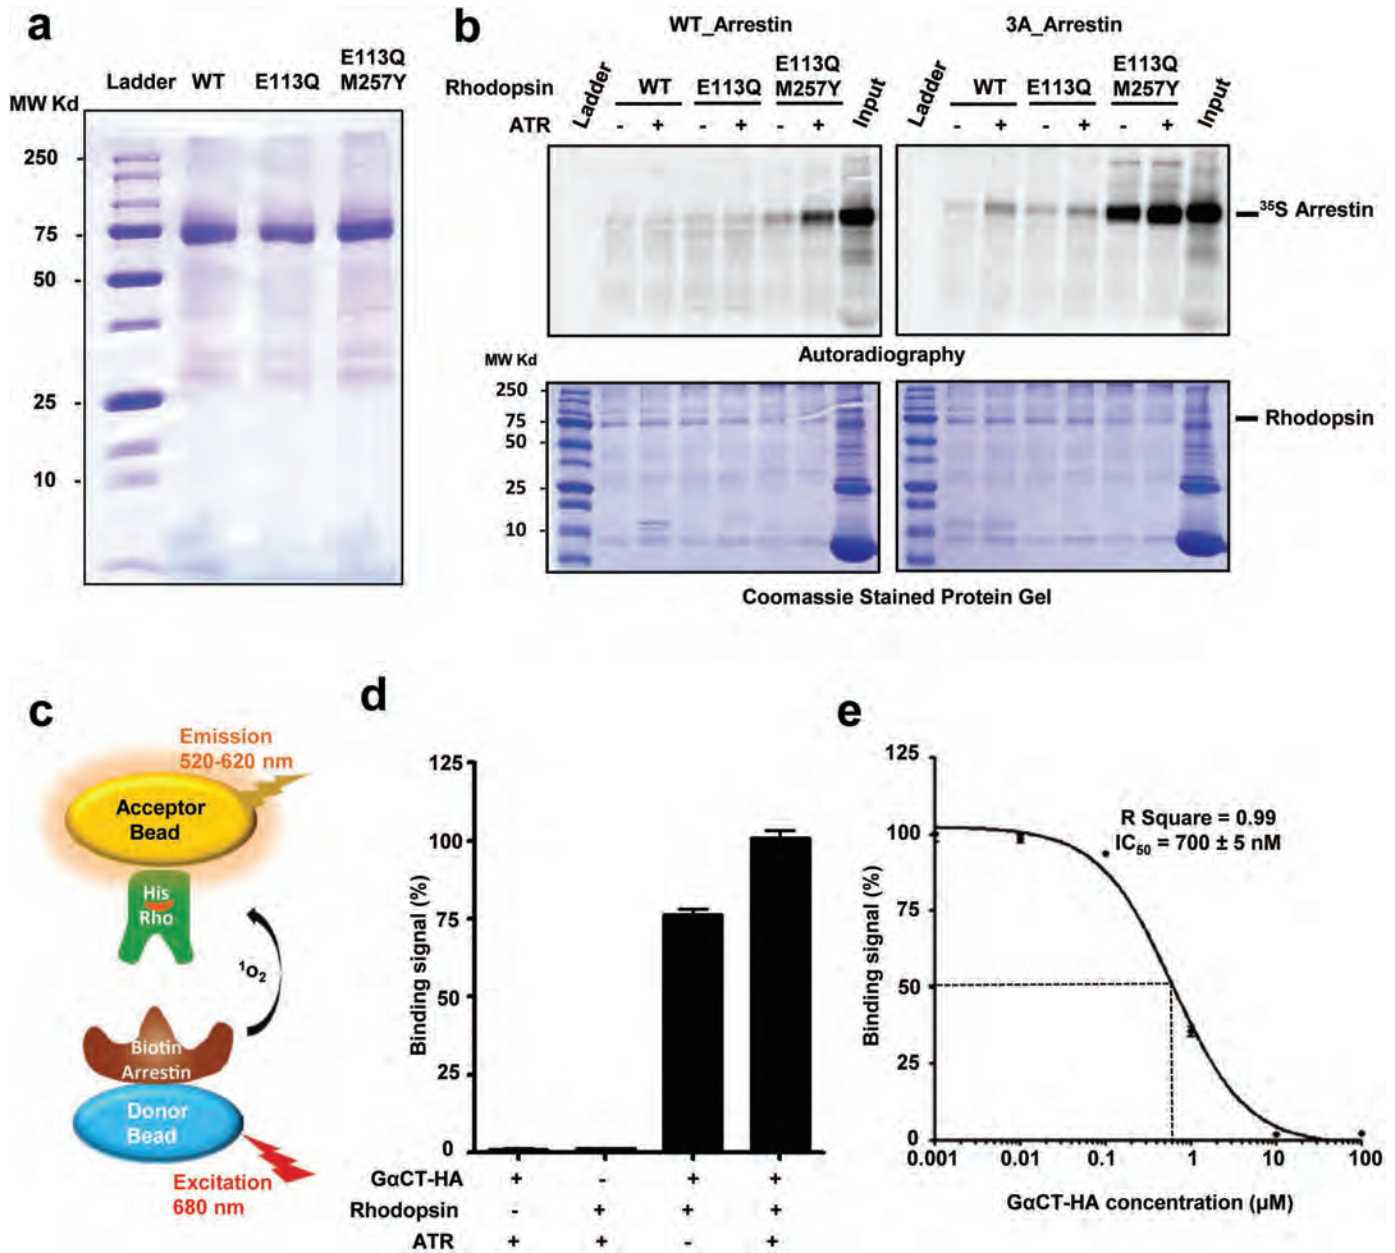 a
Ladder WT E113Q E113Q M257Y
MW Kd
250
75
50
25
10
b
WT_Arrestin 3A_Arrestin
Rhodopsin Ladder WT E113Q E113Q M257Y Input Ladder WT E113Q E113Q M257Y Input
ATR - + - + - + - + - + - +
35S Arrestin
Autoradiography
MW Kd
250
75
50
25
10
Rhodopsin
Coomassie Stained Protein Gel
c
Emission
520-620 nm
Acceptor
Bead
His
Rho
¹O₂
Biotin
Arrestin
Donor
Bead
Excitation
680 nm
d
Binding signal (%)
125
100
75
50
25
0
GαCT-HA + - + +
Rhodopsin - + + +
ATR + + - +
e
Binding signal (%)
125
100
75
50
25
0
R Square = 0.99
IC₅₀ = 700 ± 5 nM
0.001 0.01 0.1 1 10 100
GαCT-HA concentration (µM)